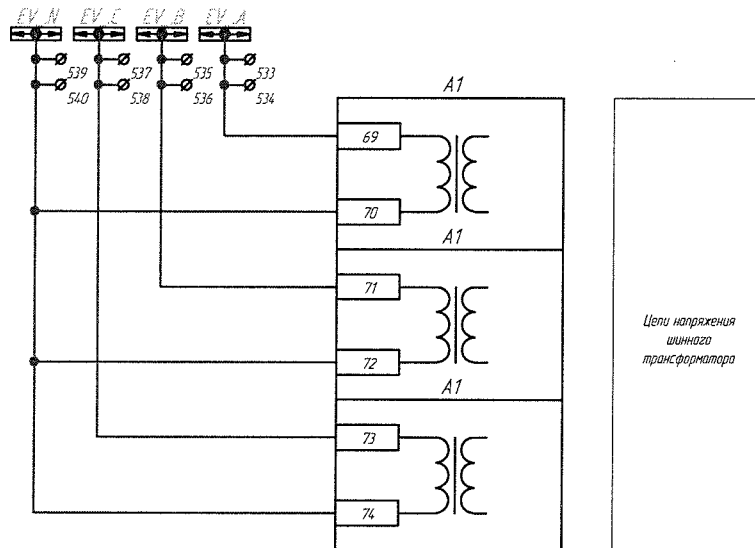 EV.N EV.C EV.B EV.A
539 537 535 533
540 538 536 534
A1
69
70
A1
71
72
A1
73
74
Цепи напряжения
шинного
трансформатора